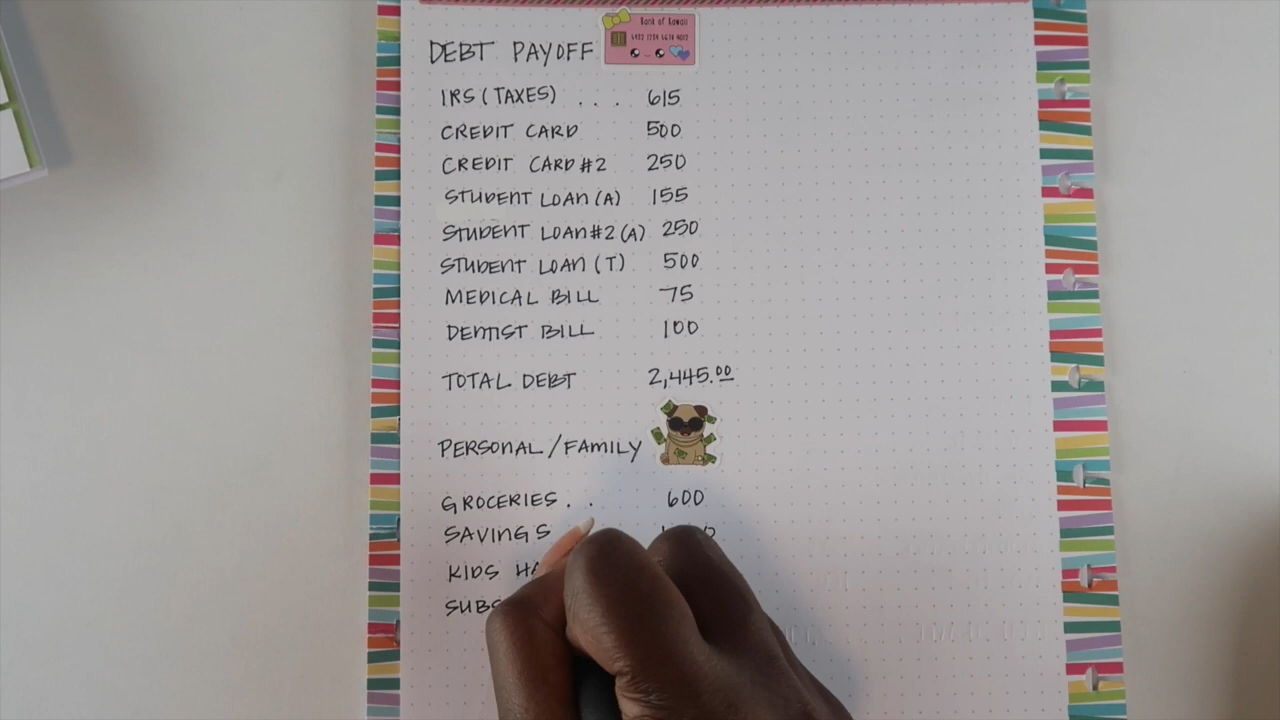 Bank of Kawaii
DEBT PAYOFF
IRS (TAXES) . . . 615
CREDIT CARD 500
CREDIT CARD #2 250
STUDENT LOAN (A) 155
STUDENT LOAN #2 (A) 250
STUDENT LOAN (T) 500
MEDICAL BILL 75
DENTIST BILL 100
TOTAL DEBT 2,445.00
PERSONAL/FAMILY
GROCERIES . . 600
SAVINGS
KIDS